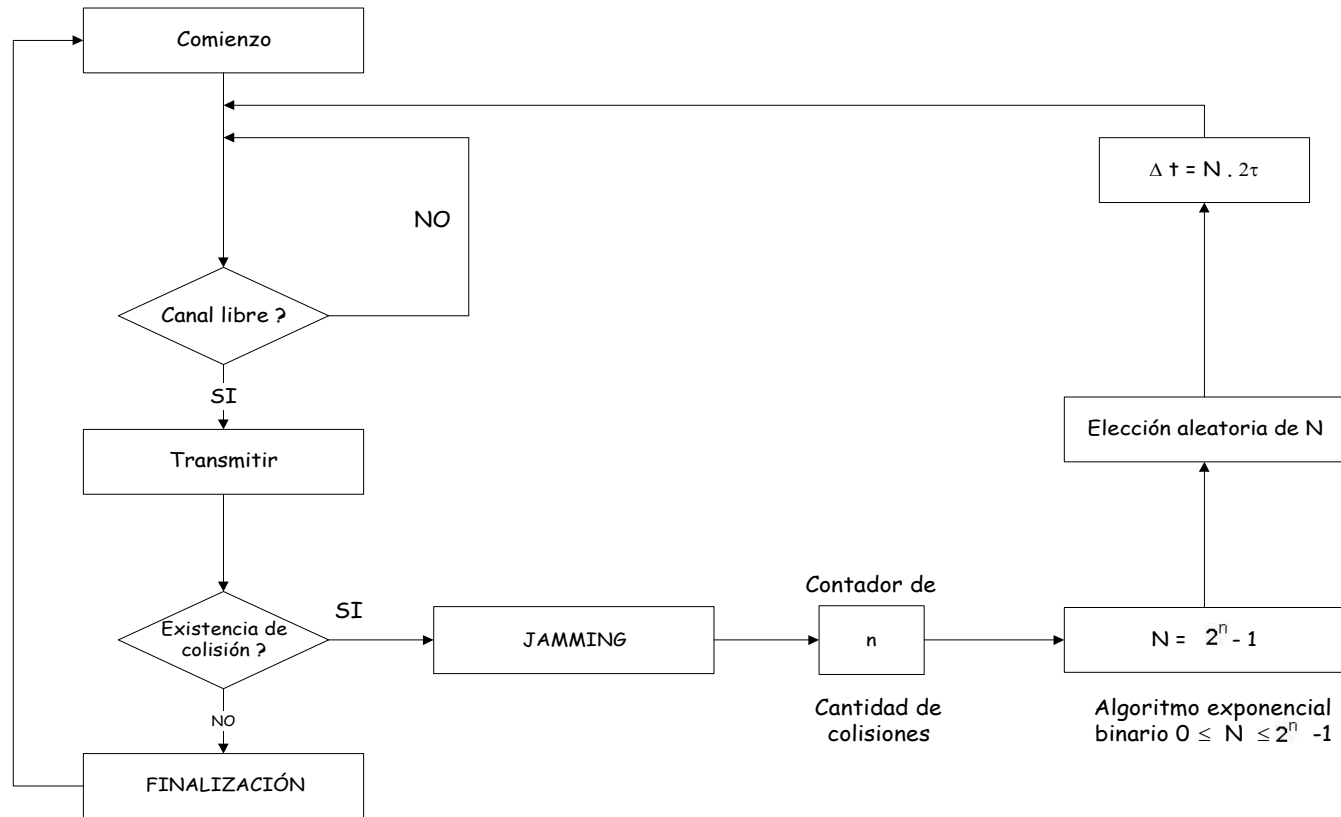 Comienzo
Δ t = N . 2τ
NO
Canal libre ?
SI
Elección aleatoria de N
Transmitir
Contador de
SI
Existencia de
colisión ?
JAMMING
n
N = 2ⁿ - 1
NO
Cantidad de
colisiones
Algoritmo exponencial
binario 0 ≤ N ≤ 2ⁿ -1
FINALIZACIÓN